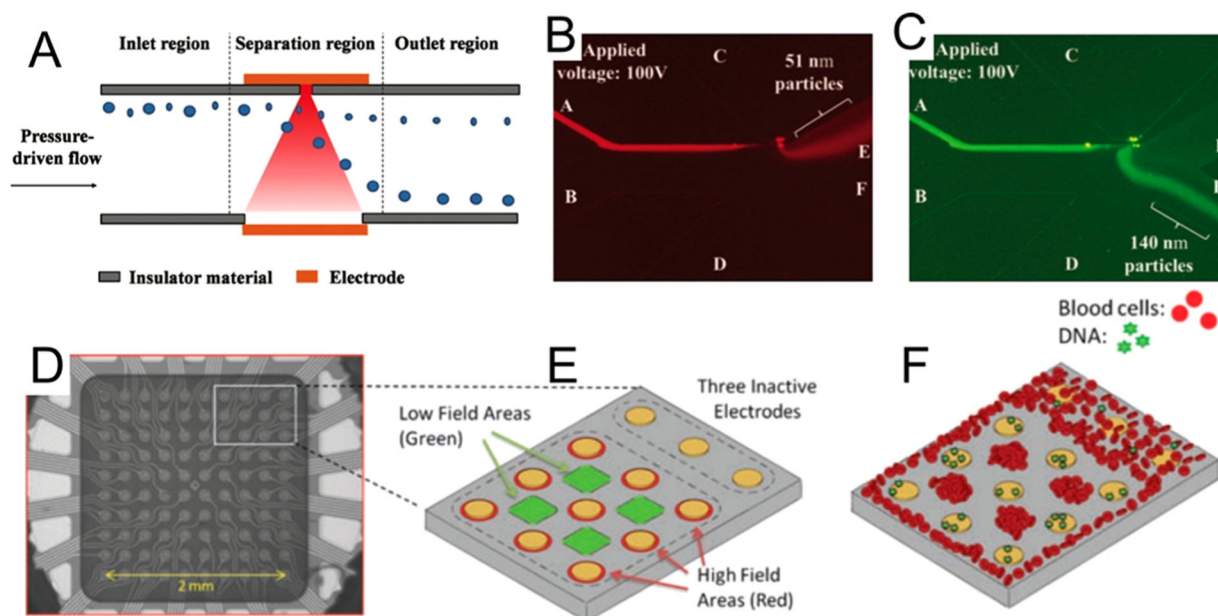 A
Inlet region
Separation region
Outlet region
Pressure-
driven flow
Insulator material
Electrode
B
Applied
voltage: 100V
C
51 nm
particles
A
E
B
F
D
C
Applied
voltage: 100V
C
A
B
140 nm
particles
D
Blood cells:
DNA:
D
2 mm
E
Low Field Areas
(Green)
Three Inactive
Electrodes
High Field
Areas (Red)
F